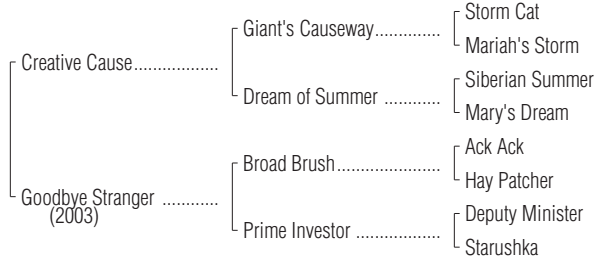 Storm Cat
Giant's Causeway..............
Mariah's Storm
Creative Cause..................
Siberian Summer
Dream of Summer ............
Mary's Dream
Ack Ack
Broad Brush......................
Hay Patcher
Goodbye Stranger ............
(2003)
Deputy Minister
Prime Investor ..................
Starushka